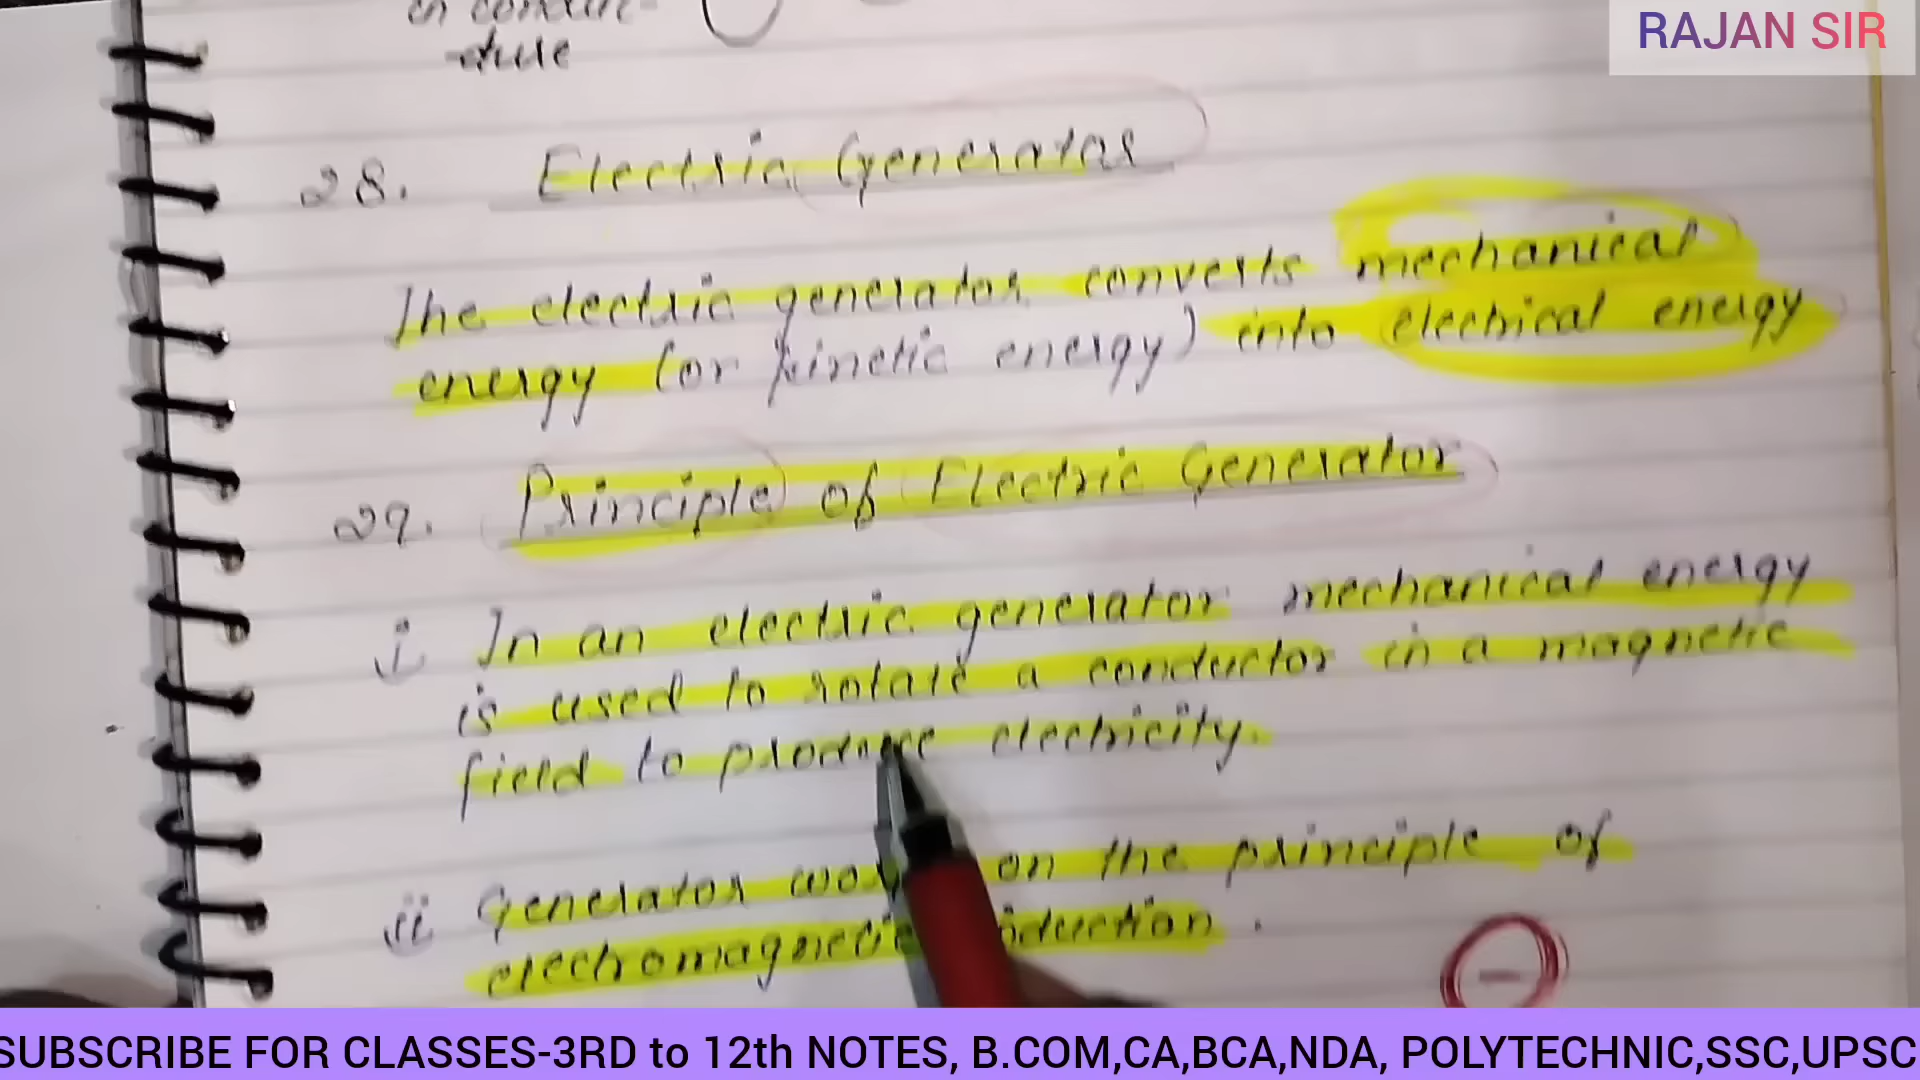 RAJAN SIR
-dule
28. Electric Generator
The electric generator converts mechanical
energy (or kinetic energy) into electrical energy
29. Principle of Electric Generator
i In an electric generator mechanical energy
is used to rotate a conductor in a magnetic
field to produce electricity.
ii Generator on the principle of
electromagnetic
SUBSCRIBE FOR CLASSES-3RD to 12th NOTES, B.COM,CA,BCA,NDA, POLYTECHNIC,SSC,UPSC